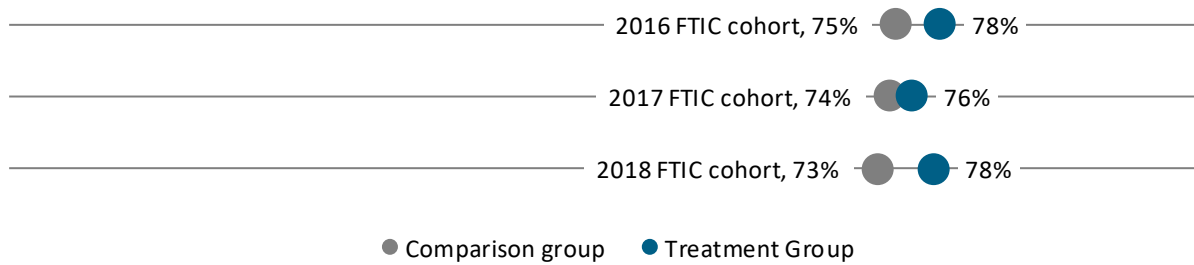 2016 FTIC cohort, 75% 78%
2017 FTIC cohort, 74% 76%
2018 FTIC cohort, 73% 78%
Comparison group Treatment Group